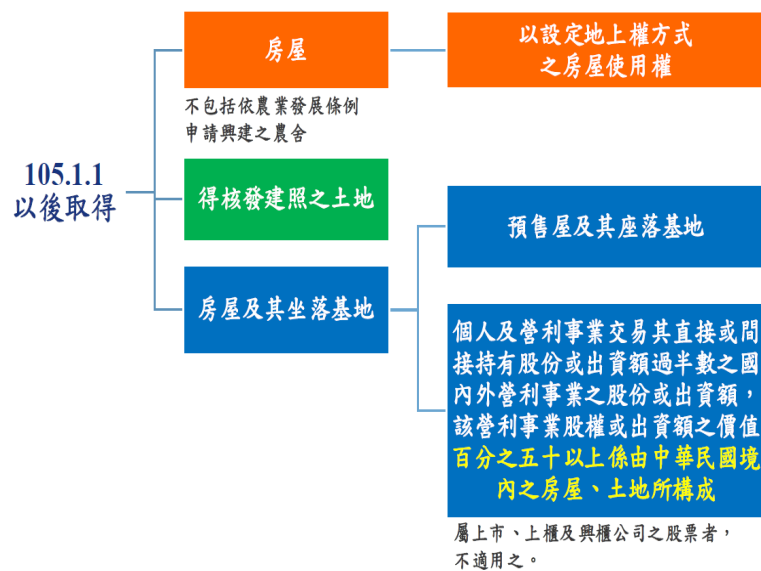 105.1.1
以後取得
房屋
不包括依農業發展條例
申請興建之農舍
以設定地上權方式
之房屋使用權
得核發建照之土地
房屋及其坐落基地
預售屋及其座落基地
個人及營利事業交易其直接或間
接持有股份或出資額過半數之國
內外營利事業之股份或出資額，
該營利事業股權或出資額之價值
百分之五十以上係由中華民國境
內之房屋、土地所構成
屬上市、上櫃及興櫃公司之股票者，
不適用之。